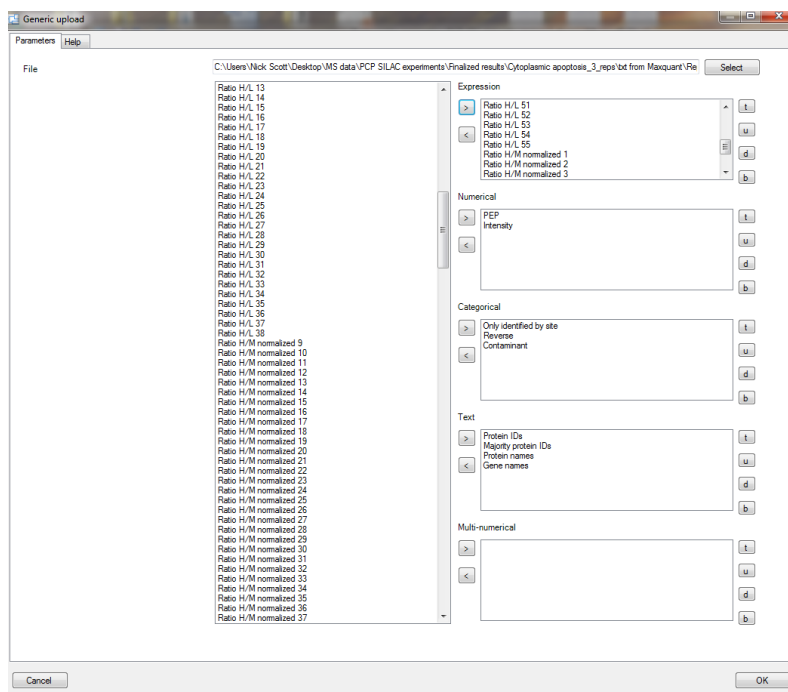 Generic upload
Parameters
Help
File
C:\Users\Nick Scott\Desktop\MS data\PCP SILAC experiments\Finalized results\Cytoplasmic apoptosis_3_reps\txt from Maxquant\Re
Select
Ratio H/L 13
Ratio H/L 14
Ratio H/L 15
Ratio H/L 16
Ratio H/L 17
Ratio H/L 18
Ratio H/L 19
Ratio H/L 20
Ratio H/L 21
Ratio H/L 22
Ratio H/L 23
Ratio H/L 24
Ratio H/L 25
Ratio H/L 26
Ratio H/L 27
Ratio H/L 28
Ratio H/L 29
Ratio H/L 30
Ratio H/L 31
Ratio H/L 32
Ratio H/L 33
Ratio H/L 34
Ratio H/L 35
Ratio H/L 36
Ratio H/L 37
Ratio H/L 38
Ratio H/M normalized 9
Ratio H/M normalized 10
Ratio H/M normalized 11
Ratio H/M normalized 12
Ratio H/M normalized 13
Ratio H/M normalized 14
Ratio H/M normalized 15
Ratio H/M normalized 16
Ratio H/M normalized 17
Ratio H/M normalized 18
Ratio H/M normalized 19
Ratio H/M normalized 20
Ratio H/M normalized 21
Ratio H/M normalized 22
Ratio H/M normalized 23
Ratio H/M normalized 24
Ratio H/M normalized 25
Ratio H/M normalized 26
Ratio H/M normalized 27
Ratio H/M normalized 28
Ratio H/M normalized 29
Ratio H/M normalized 30
Ratio H/M normalized 31
Ratio H/M normalized 32
Ratio H/M normalized 33
Ratio H/M normalized 34
Ratio H/M normalized 35
Ratio H/M normalized 36
Ratio H/M normalized 37
Expression
>
<
Ratio H/L 51
Ratio H/L 52
Ratio H/L 53
Ratio H/L 54
Ratio H/L 55
Ratio H/M normalized 1
Ratio H/M normalized 2
Ratio H/M normalized 3
t
u
d
b
Numerical
>
<
PEP
Intensity
t
u
d
b
Categorical
>
<
Only identified by site
Reverse
Contaminant
t
u
d
b
Text
>
<
Protein IDs
Majority protein IDs
Protein names
Gene names
t
u
d
b
Multi-numerical
>
<
t
u
d
b
Cancel
OK